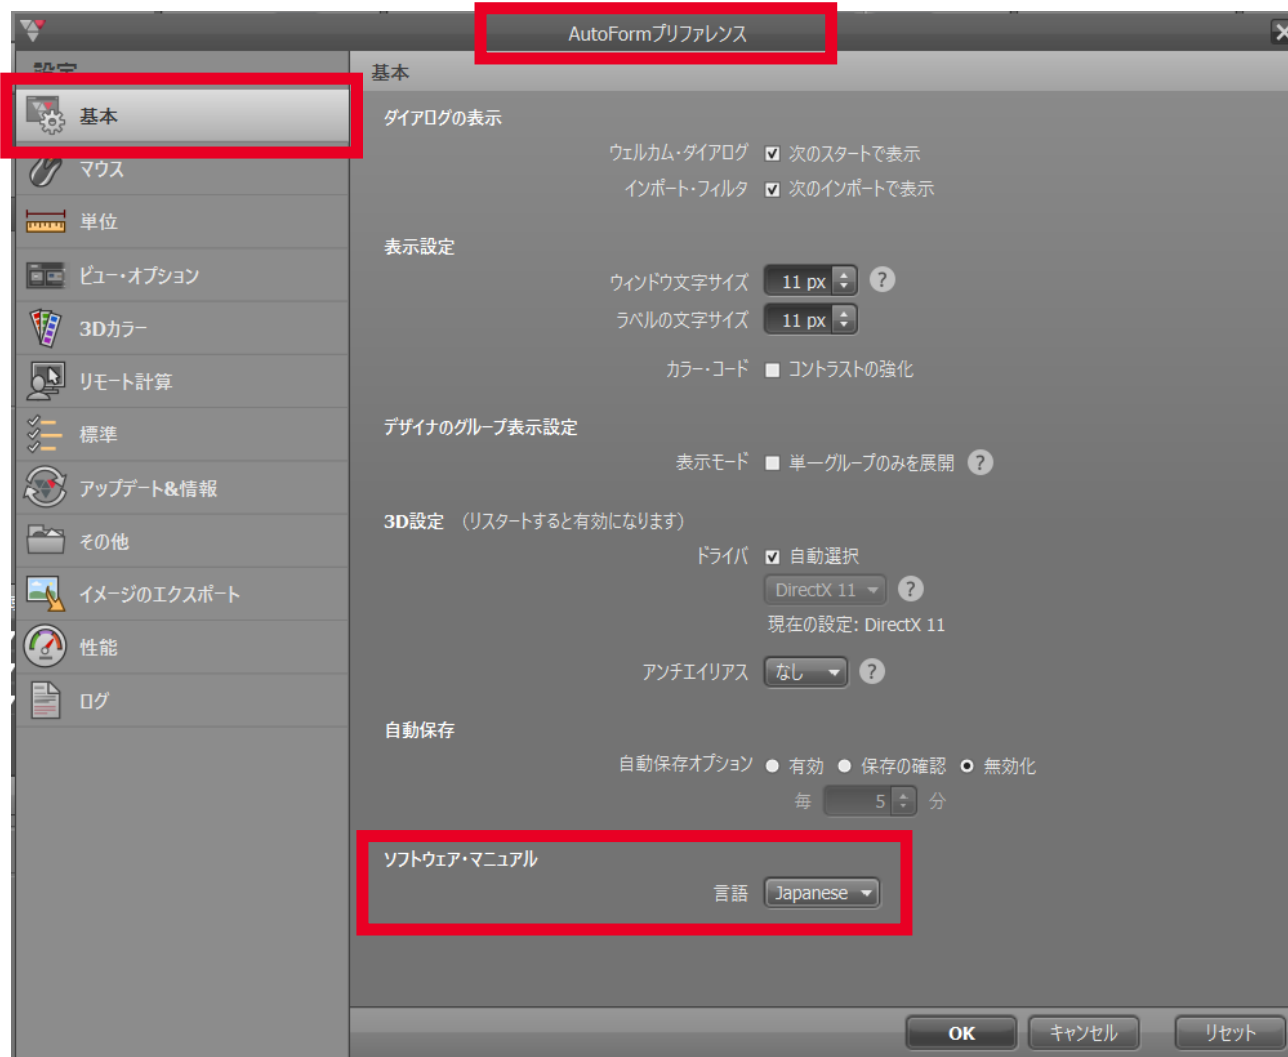 AutoFormプリファレンス
設定
基本
マウス
単位
ビュー・オプション
3Dカラー
リモート計算
標準
アップデート&情報
その他
イメージのエクスポート
性能
ログ
基本
ダイアログの表示
ウェルカム・ダイアログ 次のスタートで表示
インポート・フィルタ 次のインポートで表示
表示設定
ウィンドウ文字サイズ 11 px ?
ラベルの文字サイズ 11 px
カラー・コード コントラストの強化
デザイナのグループ表示設定
表示モード 単一グループのみを展開 ?
3D設定 (リスタートすると有効になります)
ドライバ 自動選択
DirectX 11 ?
現在の設定: DirectX 11
アンチエイリアス なし ?
自動保存
自動保存オプション 有効 保存の確認 無効化
毎 5 分
ソフトウェア・マニュアル
言語 Japanese
OK キャンセル リセット